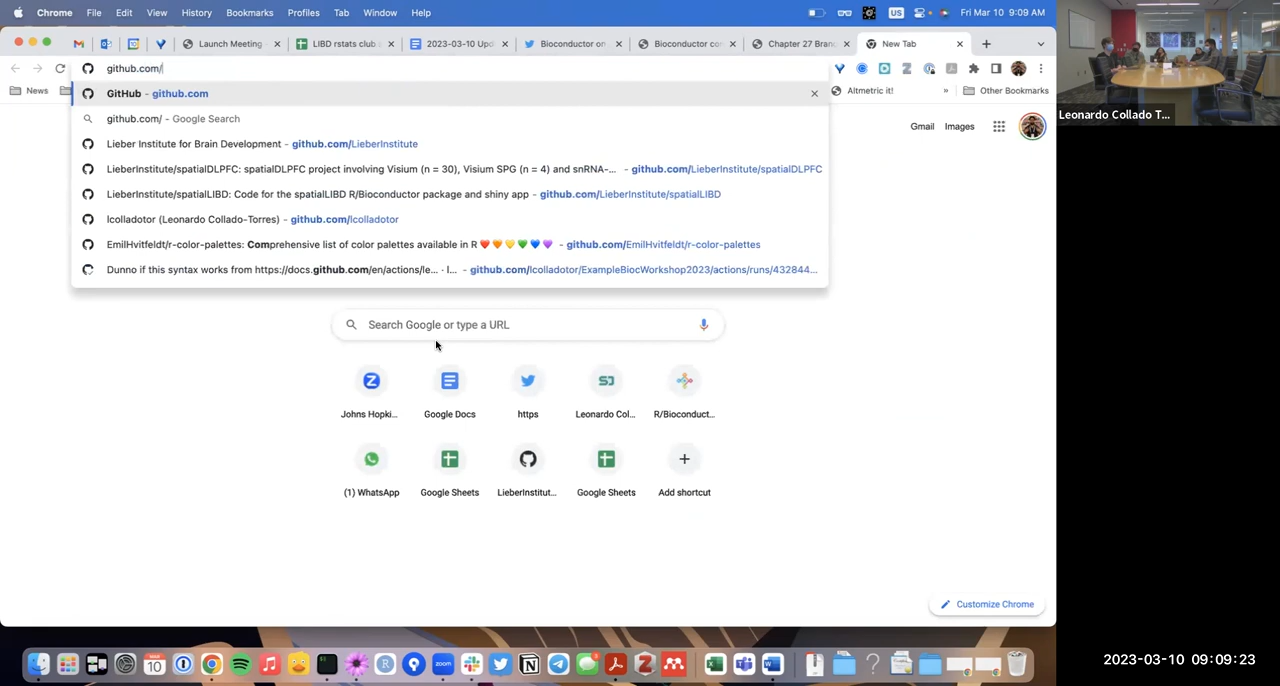 Chrome File Edit View History Bookmarks Profiles Tab Window Help US Fri Mar 10 9:09 AM
Launch Meeting - LIBD rstats club s 2023-03-10 Upd Bioconductor on Bioconductor con Chapter 27 Bran New Tab
github.com/
News Altmetric it! » Other Bookmarks
GitHub - github.com
github.com/ - Google Search
Lieber Institute for Brain Development - github.com/LieberInstitute
LieberInstitute/spatialDLPFC: spatialDLPFC project involving Visium (n = 30), Visium SPG (n = 4) and snRNA-... - github.com/LieberInstitute/spatialDLPFC
LieberInstitute/spatialLIBD: Code for the spatialLIBD R/Bioconductor package and shiny app - github.com/LieberInstitute/spatialLIBD
lcolladotor (Leonardo Collado-Torres) - github.com/lcolladotor
EmilHvitfeldt/r-color-palettes: Comprehensive list of color palettes available in R ❤️🧡💛💚💙💜 - github.com/EmilHvitfeldt/r-color-palettes
Dunno if this syntax works from https://docs.github.com/en/actions/le... · l... - github.com/lcolladotor/ExampleBiocWorkshop2023/actions/runs/432844...
Gmail Images
Search Google or type a URL
Johns Hopki... Google Docs https Leonardo Col... R/Bioconduct...
(1) WhatsApp Google Sheets LieberInstitut... Google Sheets Add shortcut
Customize Chrome
Leonardo Collado T...
MAR
10
zoom
2023-03-10 09:09:23